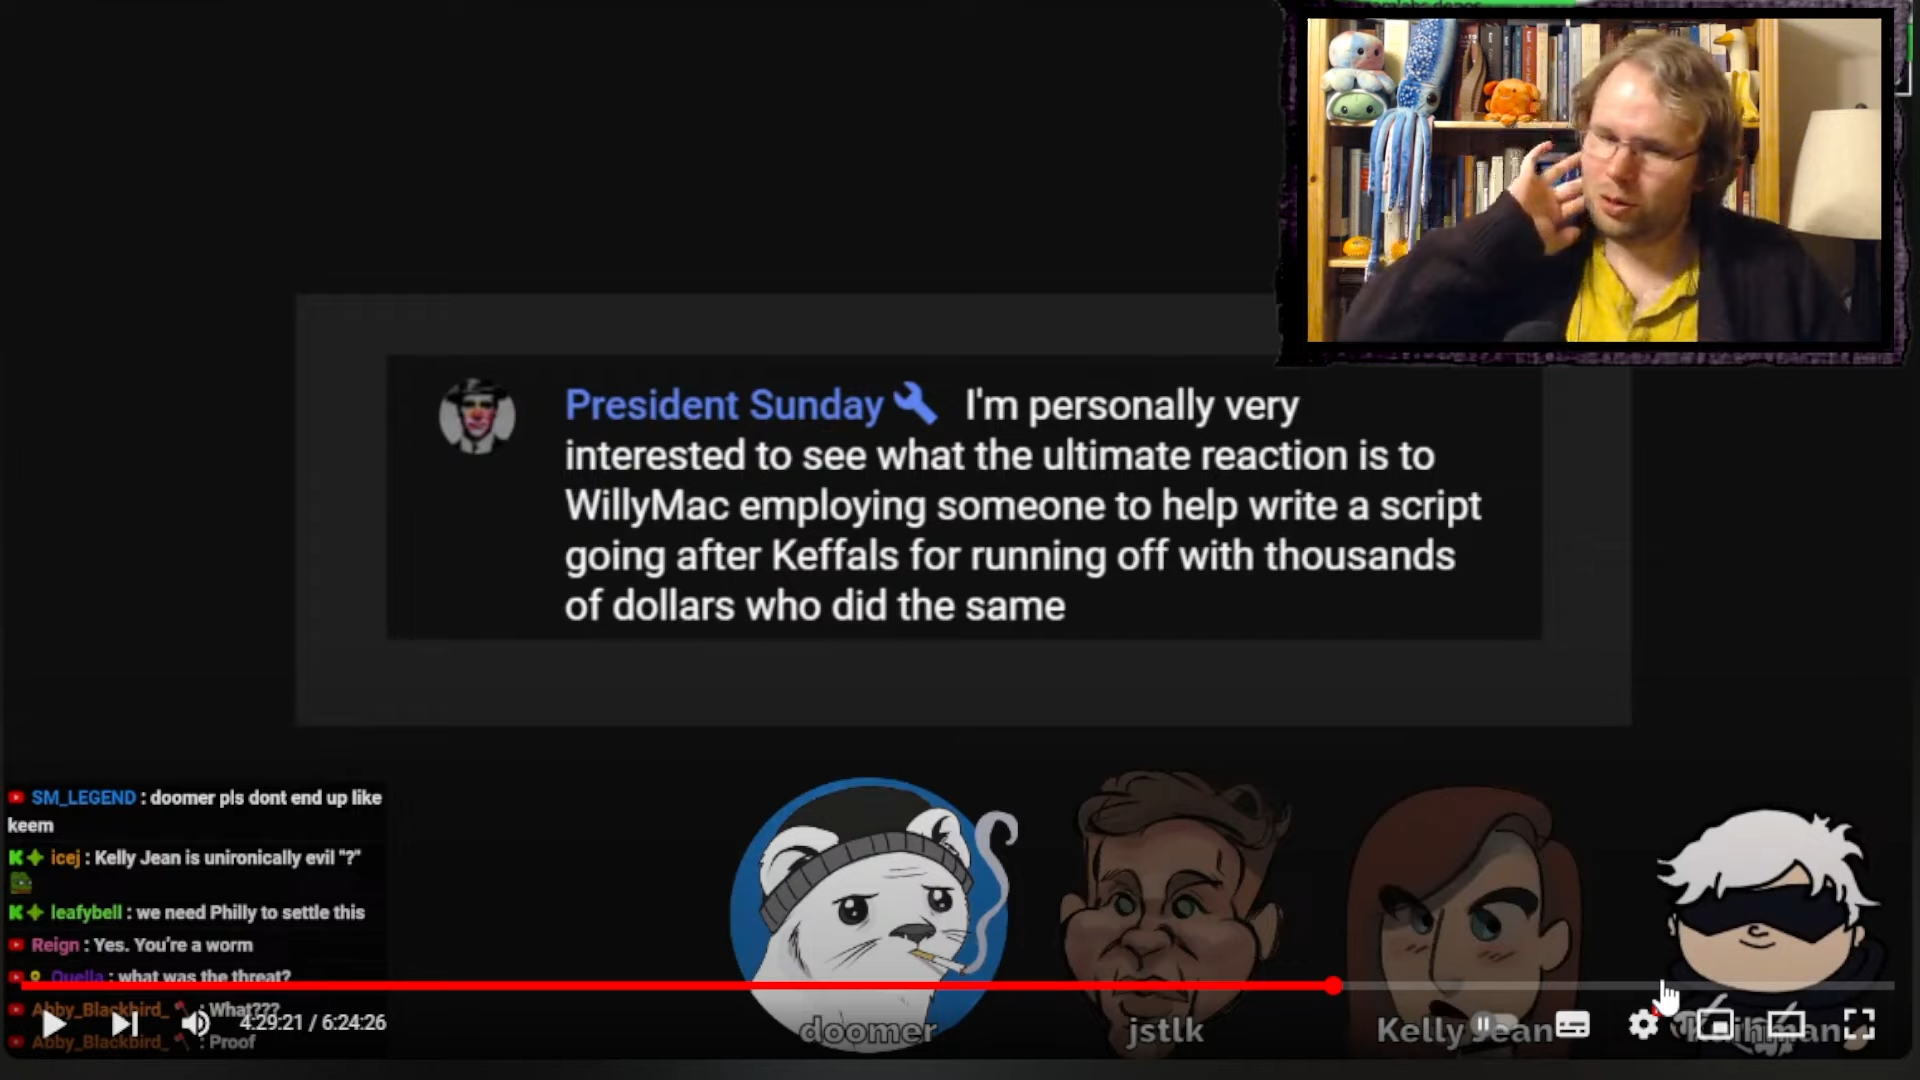 President Sunday I'm personally very
interested to see what the ultimate reaction is to
WillyMac employing someone to help write a script
going after Keffals for running off with thousands
of dollars who did the same
SM_LEGEND : doomer pls dont end up like
keem
icej : Kelly Jean is unironically evil "?"
leafybell : we need Philly to settle this
Reign : Yes. You're a worm
Ouella : what was the threat?
Abby_Blackbird_ : What???
Abby_Blackbird_ : Proof
4:29:21 / 6:24:26
doomer
jstlk
Kelly Jean